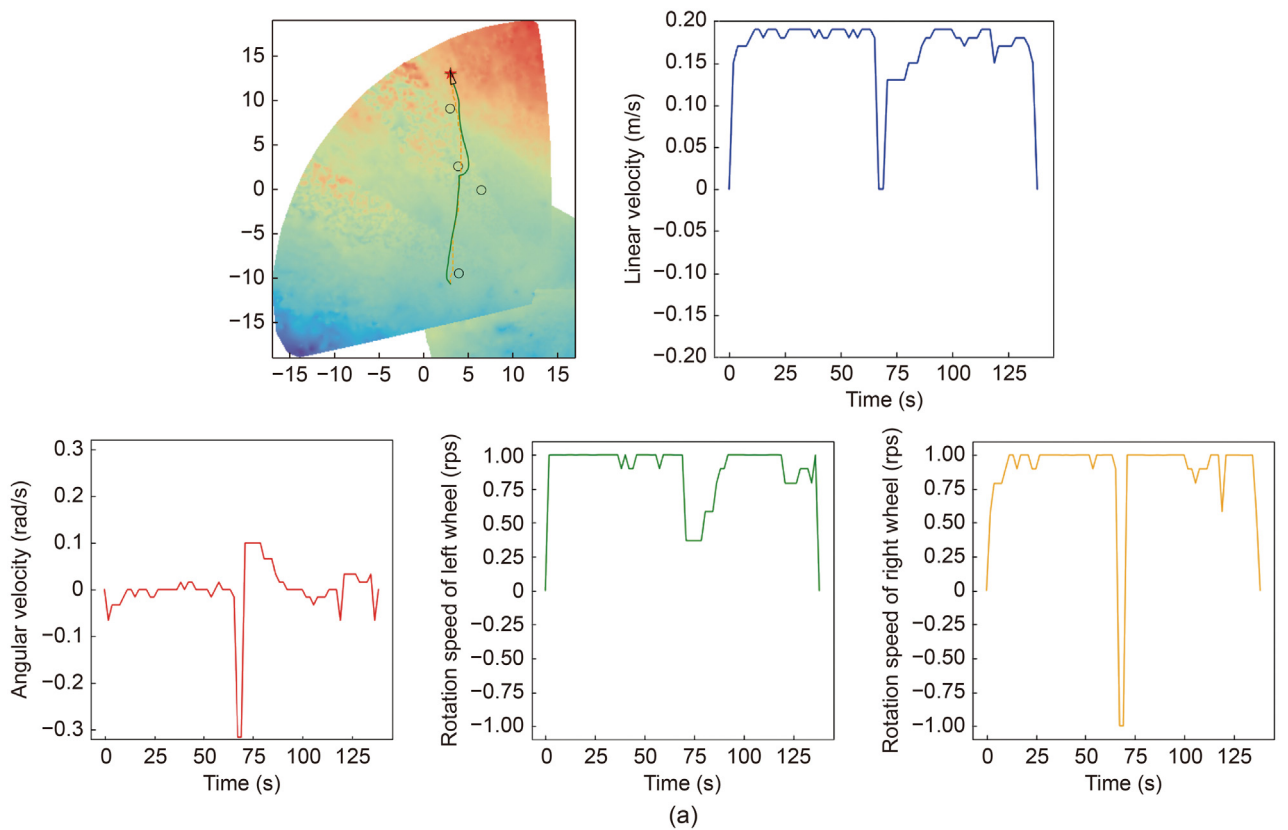 15
10
5
0
−5
−10
−15
−15 −10 −5 0 5 10 15
Linear velocity (m/s)
0.20
0.15
0.10
0.05
0
−0.05
−0.10
−0.15
−0.20
0 25 50 75 100 125
Time (s)
Angular velocity (rad/s)
0.3
0.2
0.1
0
−0.1
−0.2
−0.3
0 25 50 75 100 125
Time (s)
Rotation speed of left wheel (rps)
1.00
0.75
0.50
0.25
0
−0.25
−0.50
−0.75
−1.00
0 25 50 75 100 125
Time (s)
Rotation speed of right wheel (rps)
1.00
0.75
0.50
0.25
0
−0.25
−0.50
−0.75
−1.00
0 25 50 75 100 125
Time (s)
(a)